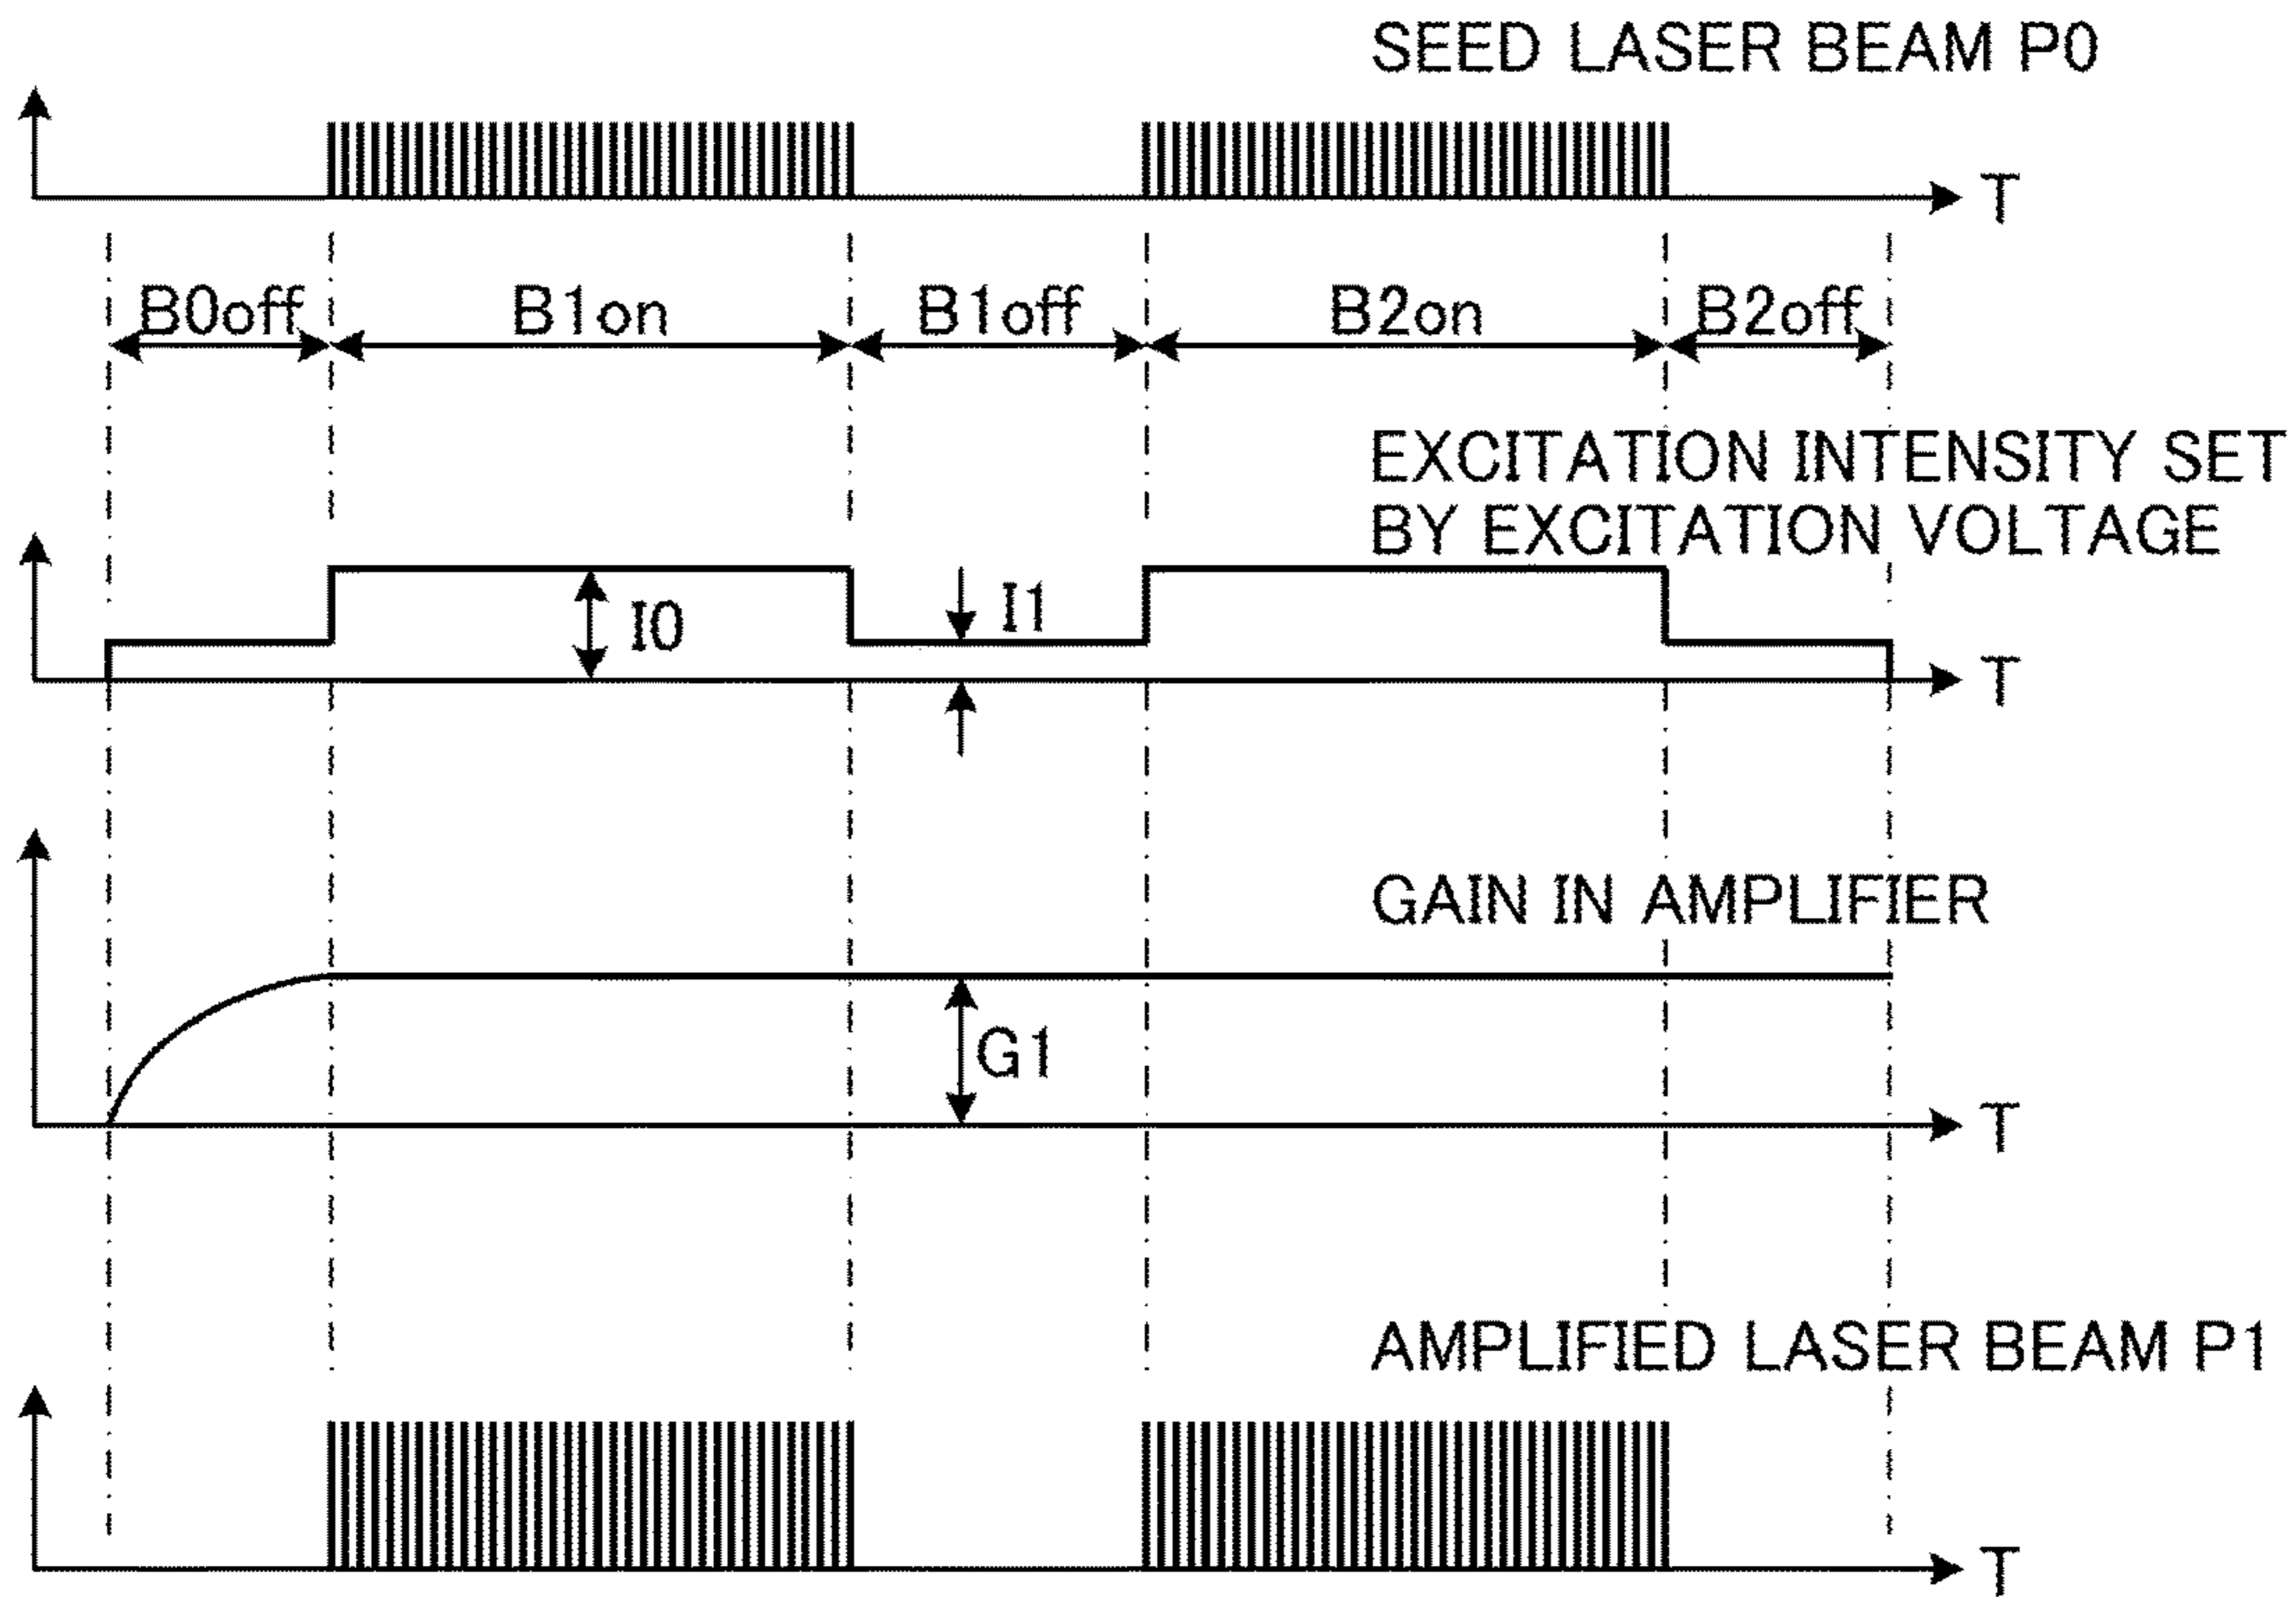 SEED LASER BEAM P0
T
B0off B1on B1off B2on B2off
EXCITATION INTENSITY SET
BY EXCITATION VOLTAGE
I0 I1
T
GAIN IN AMPLIFIER
G1
T
AMPLIFIED LASER BEAM P1
T